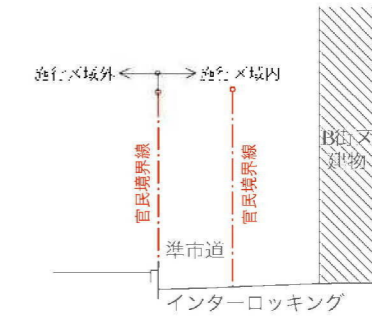 施行区域外
施行区域内
B街区
建物
官民境界線
官民境界線
準市道
インターロッキング